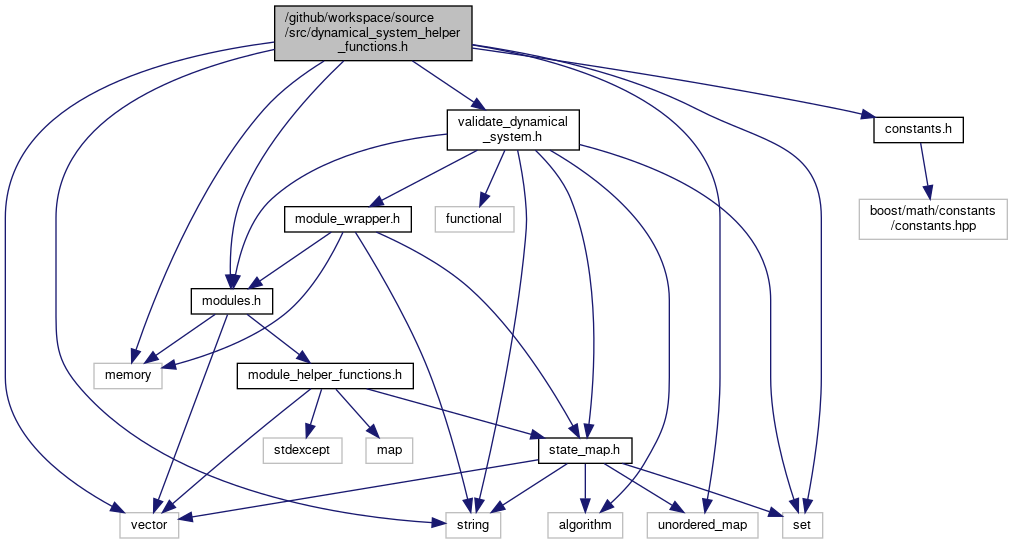 /github/workspace/source
/src/dynamical_system_helper
_functions.h
validate_dynamical
_system.h
constants.h
module_wrapper.h
functional
boost/math/constants
/constants.hpp
modules.h
memory
module_helper_functions.h
stdexcept
map
state_map.h
vector
string
algorithm
unordered_map
set